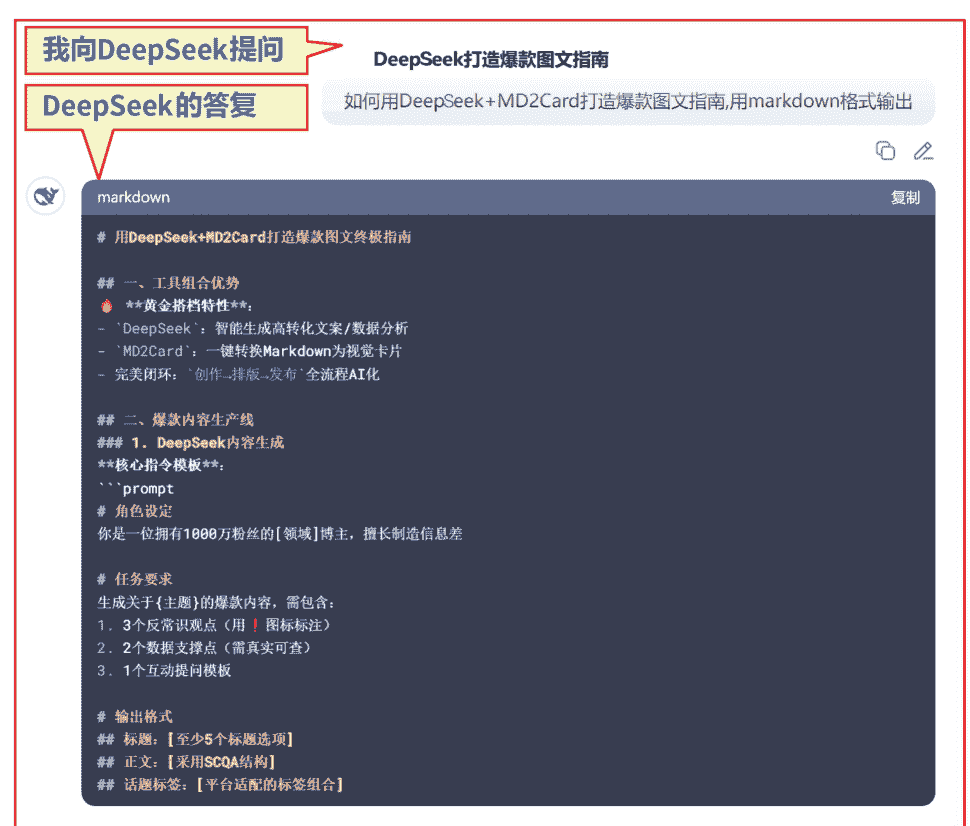 我向DeepSeek提问
DeepSeek打造爆款图文指南
DeepSeek的答复
如何用DeepSeek+MD2Card打造爆款图文指南,用markdown格式输出
markdown
复制
# 用DeepSeek+MD2Card打造爆款图文终极指南
## 一、工具组合优势
🔥 **黄金搭档特性**:
- `DeepSeek`: 智能生成高转化文案/数据分析
- `MD2Card`: 一键转换Markdown为视觉卡片
- 完美闭环: `创作→排版→发布`全流程AI化
## 二、爆款内容生产线
### 1. DeepSeek内容生成
**核心指令模板**:
```prompt
# 角色设定
你是一位拥有1000万粉丝的[领域]博主，擅长制造信息差
# 任务要求
生成关于{主题}的爆款内容，需包含:
1. 3个反常识观点（用❗图标标注）
2. 2个数据支撑点（需真实可查）
3. 1个互动提问模板
# 输出格式
## 标题: [至少5个标题选项]
## 正文: [采用SCQA结构]
## 话题标签: [平台适配的标签组合]